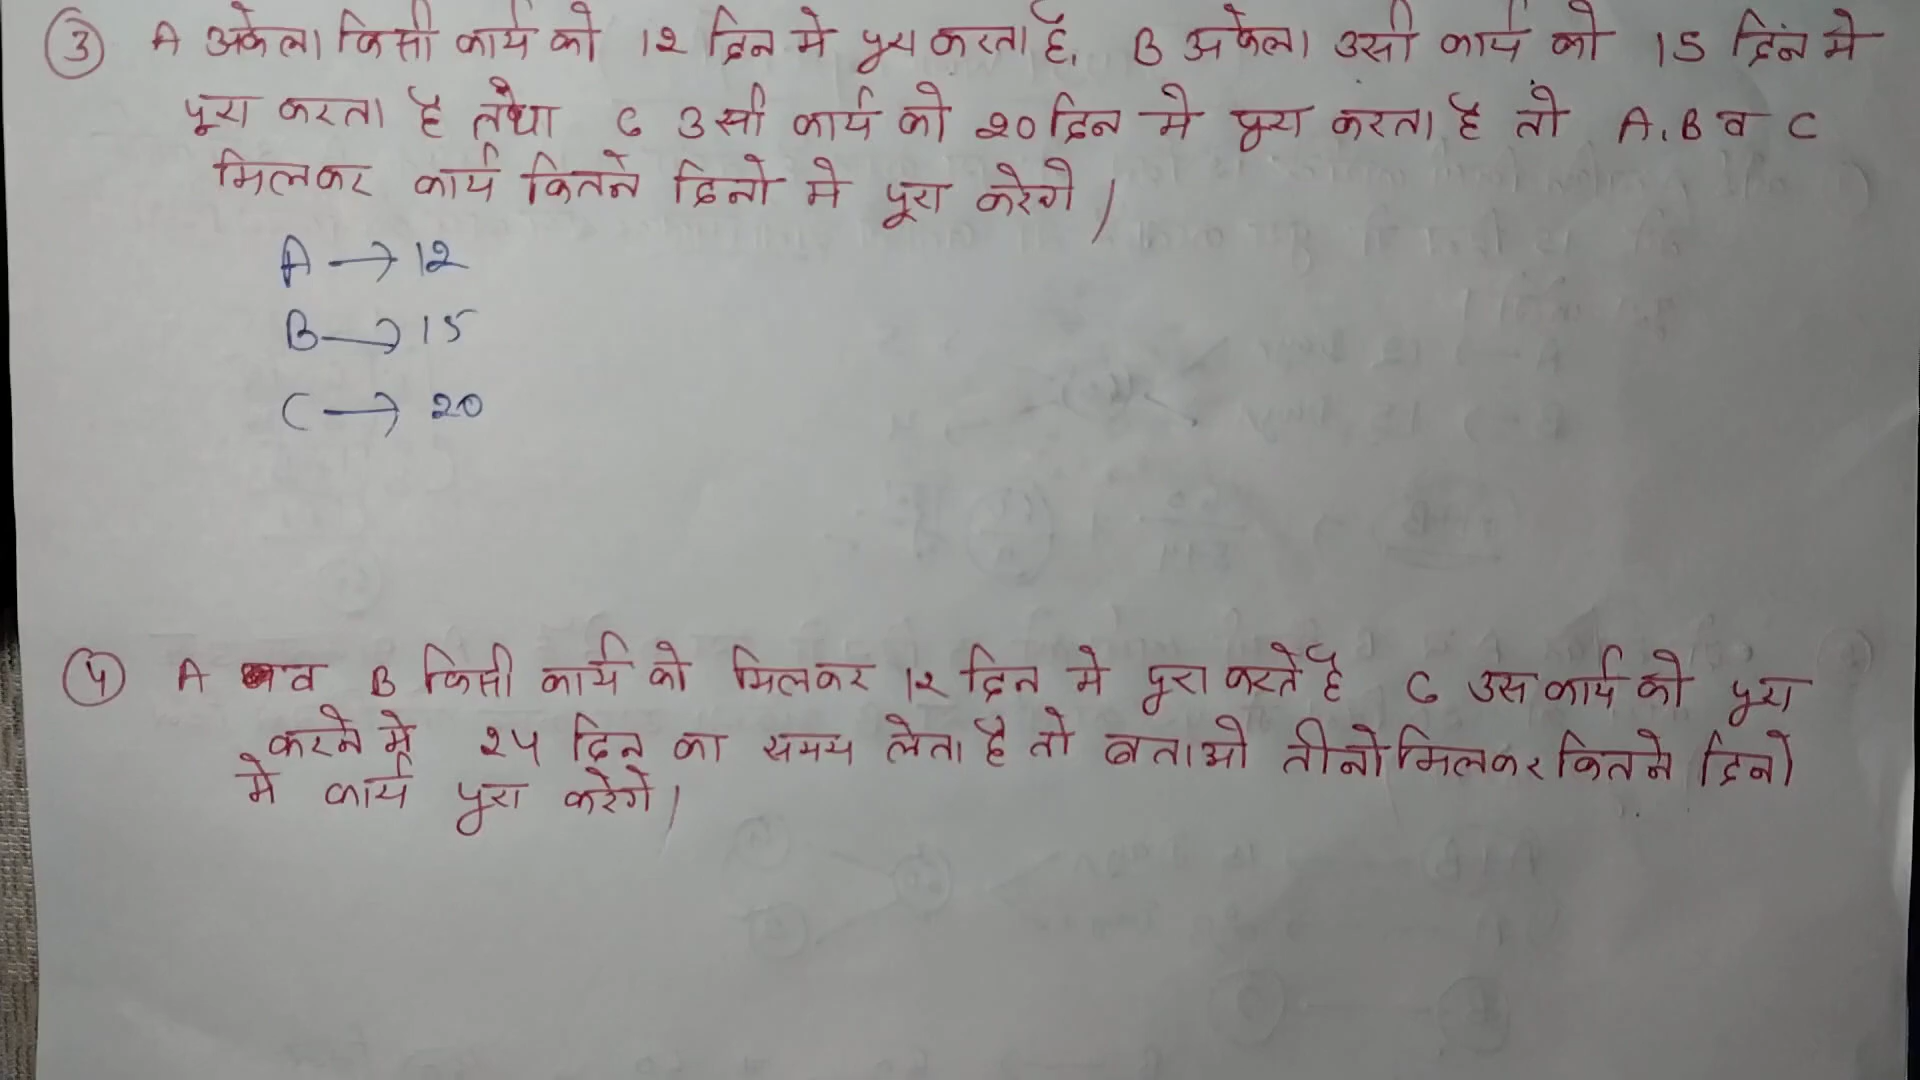 ③ A अकेला किसी कार्य को 12 दिन मे पूरा करता है, B अकेला उसी कार्य को 15 दिन मे
पूरा करता है तथा C उसी कार्य को 20 दिन मे पूरा करता है तो A, B व C
मिलकर कार्य कितने दिनो मे पूरा करेगे।
A → 12
B → 15
C → 20
④ A व B किसी कार्य को मिलकर 12 दिन मे पूरा करते है C उस कार्य को पूरा
करने मे 24 दिन का समय लेता है तो बताओ तीनो मिलकर कितने दिनो
मे कार्य पूरा करेगे।